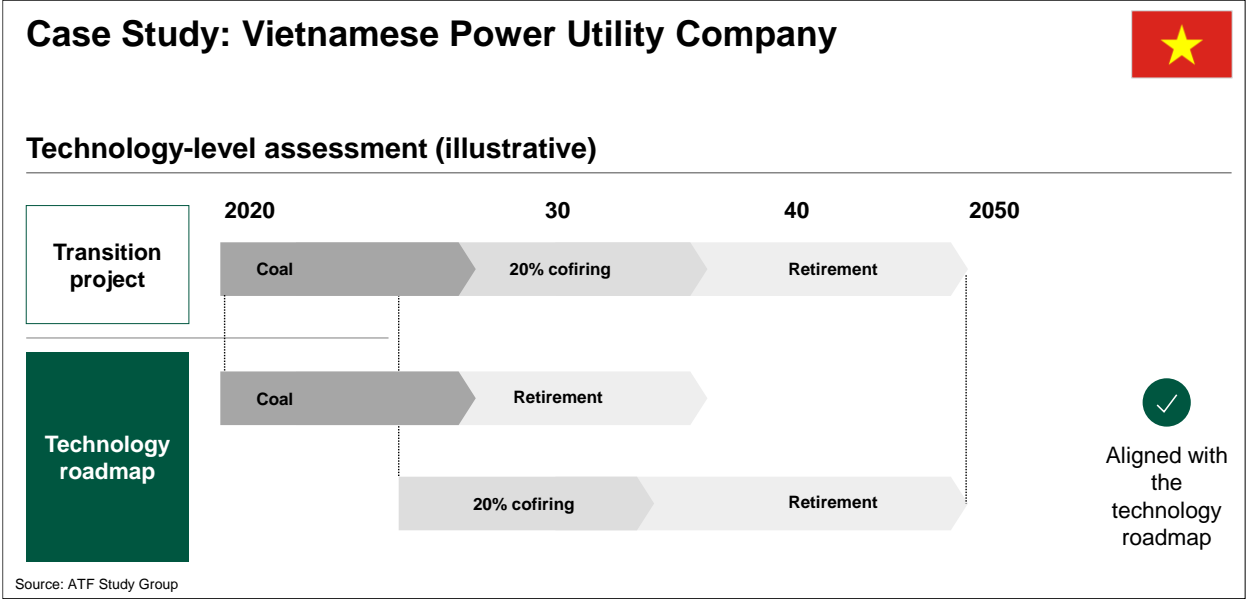 Case Study: Vietnamese Power Utility Company
Technology-level assessment (illustrative)
2020 30 40 2050
Transition
project
Coal 20% cofiring Retirement
Technology
roadmap
Coal Retirement
20% cofiring Retirement
Aligned with
the
technology
roadmap
Source: ATF Study Group